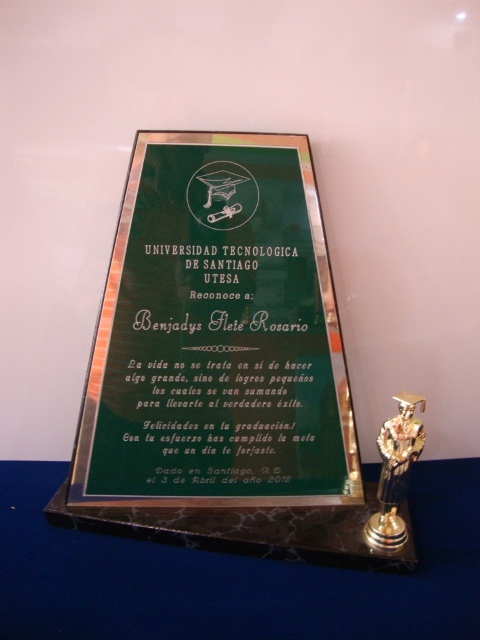 UNIVERSIDAD TECNOLOGICA
DE SANTIAGO
UTESA
Reconoce a:
Benjadys Flete Rosario
La vida no se trata en si de hacer
algo grande, sino de logros pequeños
los cuales se van sumando
para llevarte al verdadero éxito.
Felicidades en tu graduación.!
Con tu esfuerzo has cumplido la meta
que un dia te forjaste.
Dado en Santiago, R.D.
el 3 de Abril del año 2012